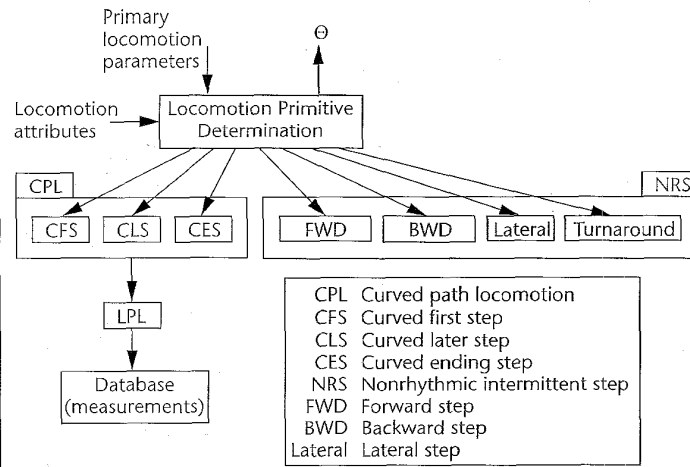 Primary
locomotion
parameters
Θ
Locomotion
attributes
Locomotion Primitive
Determination
CPL
NRS
CFS
CLS
CES
FWD
BWD
Lateral
Turnaround
LPL
Database
(measurements)
CPL Curved path locomotion
CFS Curved first step
CLS Curved later step
CES Curved ending step
NRS Nonrhythmic intermittent step
FWD Forward step
BWD Backward step
Lateral Lateral step